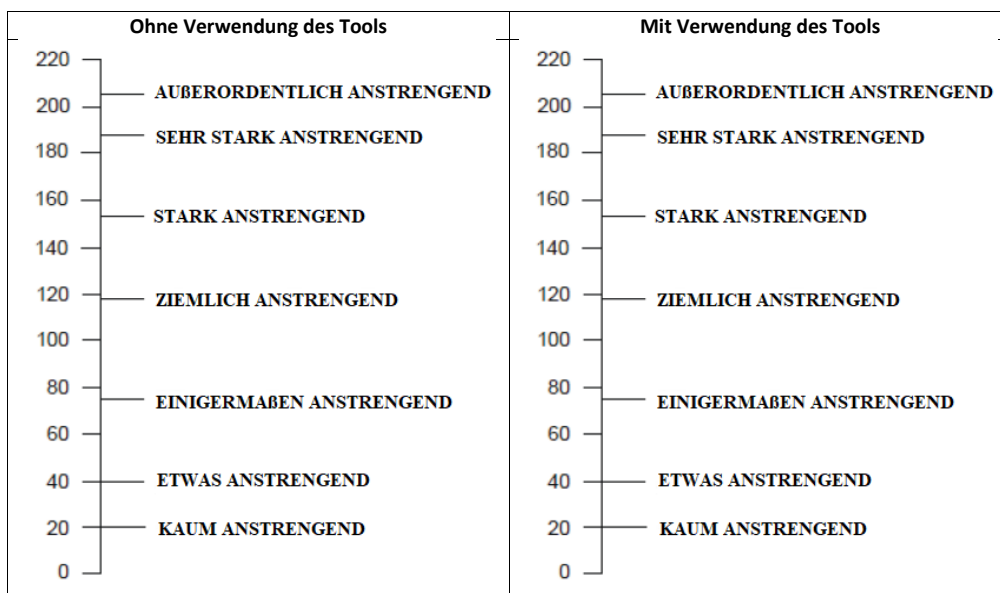 Ohne Verwendung des Tools
220
AUßERORDENTLICH ANSTRENGEND
200
SEHR STARK ANSTRENGEND
180
160
STARK ANSTRENGEND
140
120
ZIEMLICH ANSTRENGEND
100
80
EINIGERMAßEN ANSTRENGEND
60
40
ETWAS ANSTRENGEND
20
KAUM ANSTRENGEND
0
Mit Verwendung des Tools
220
AUßERORDENTLICH ANSTRENGEND
200
SEHR STARK ANSTRENGEND
180
160
STARK ANSTRENGEND
140
120
ZIEMLICH ANSTRENGEND
100
80
EINIGERMAßEN ANSTRENGEND
60
40
ETWAS ANSTRENGEND
20
KAUM ANSTRENGEND
0